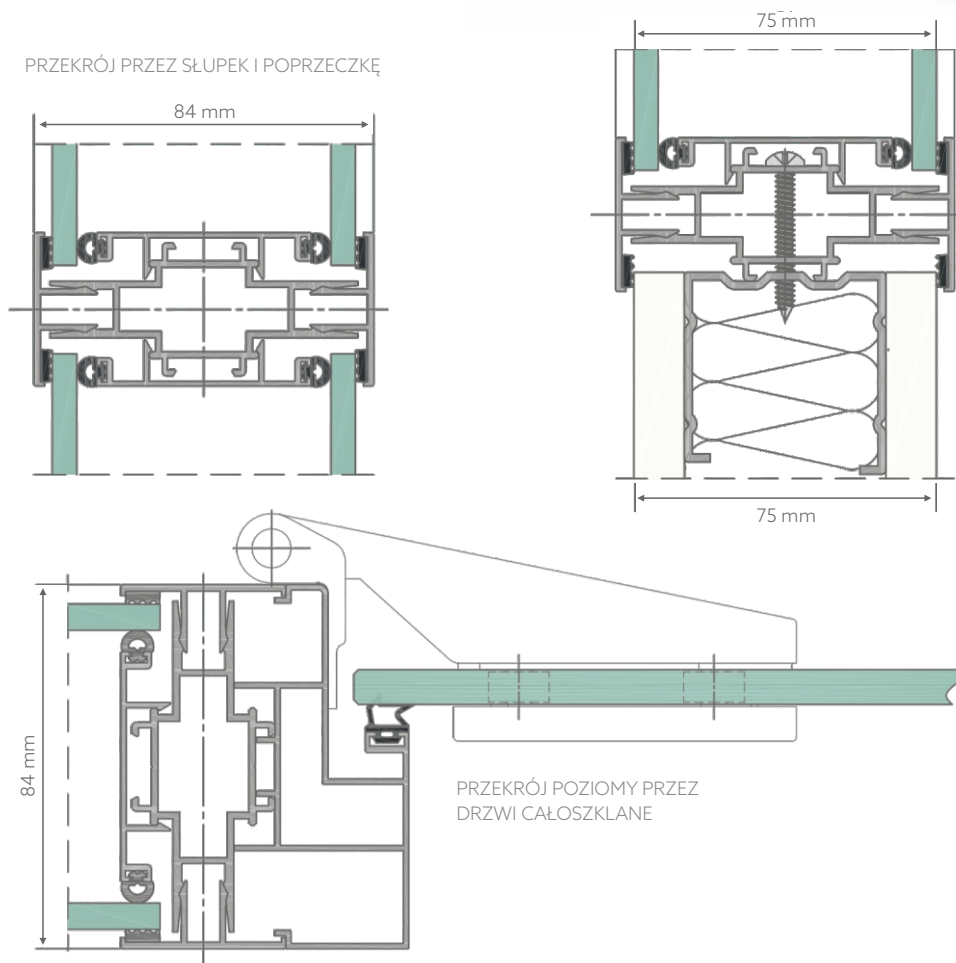 75 mm
PRZEKRÓJ PRZEZ SŁUPEK I POPRZECZKĘ
84 mm
75 mm
84 mm
PRZEKRÓJ POZIOMY PRZEZ
DRZWI CAŁOSZKLANE